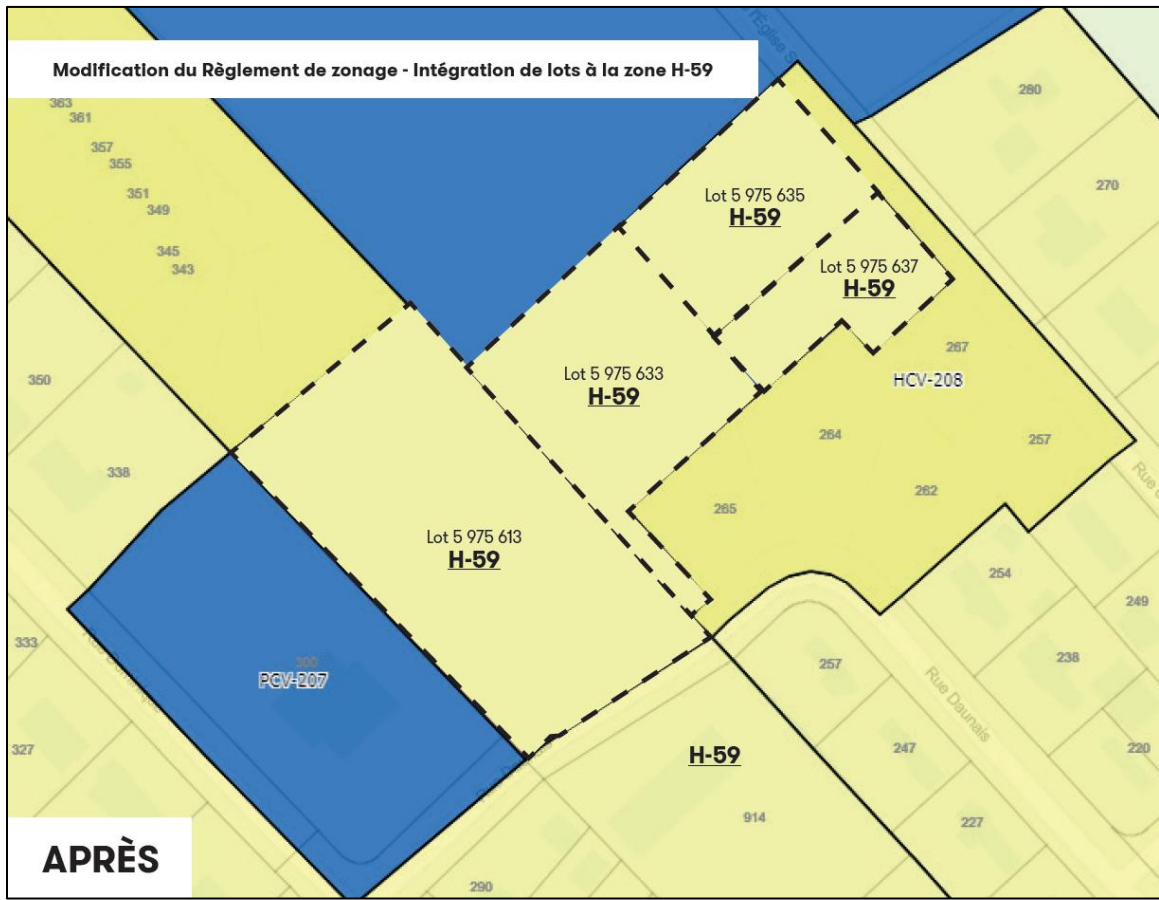 l'Église S
Modification du Règlement de zonage - Intégration de lots à la zone H-59
363
361
357
355
351
349
345
343
280
270
Lot 5 975 635
H-59
Lot 5 975 637
H-59
267
HCV-208
350
Lot 5 975 633
H-59
264
257
338
262
Rue d
265
Lot 5 975 613
H-59
254
249
333
238
257
300
PCV-207
Rue Daunais
327
247
220
H-59
914
227
APRÈS
290